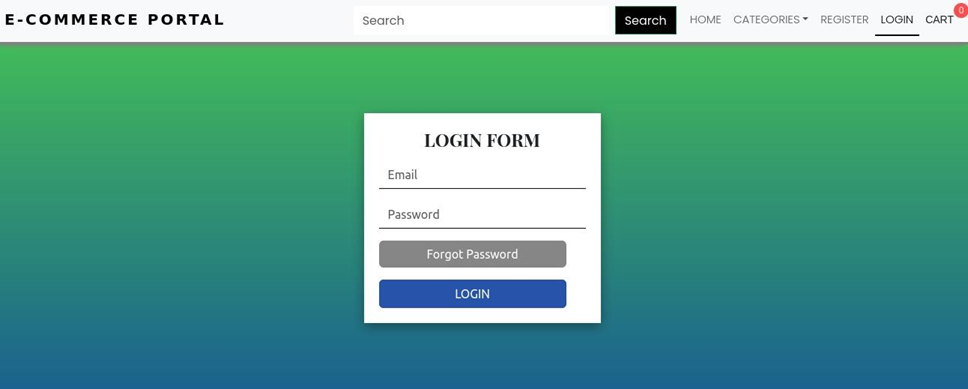 E-COMMERCE PORTAL
Search Search HOME CATEGORIES REGISTER LOGIN CART 0
LOGIN FORM
Email
Password
Forgot Password
LOGIN